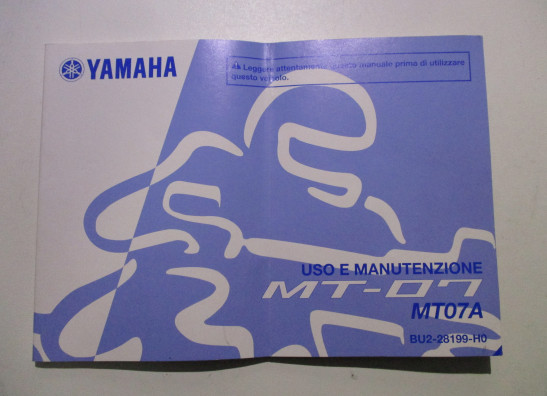 YAMAHA
Leggere attentamente questo manuale prima di utilizzare
questo veicolo.
USO E MANUTENZIONE
MT-07
MT07A
BU2-28199-H0